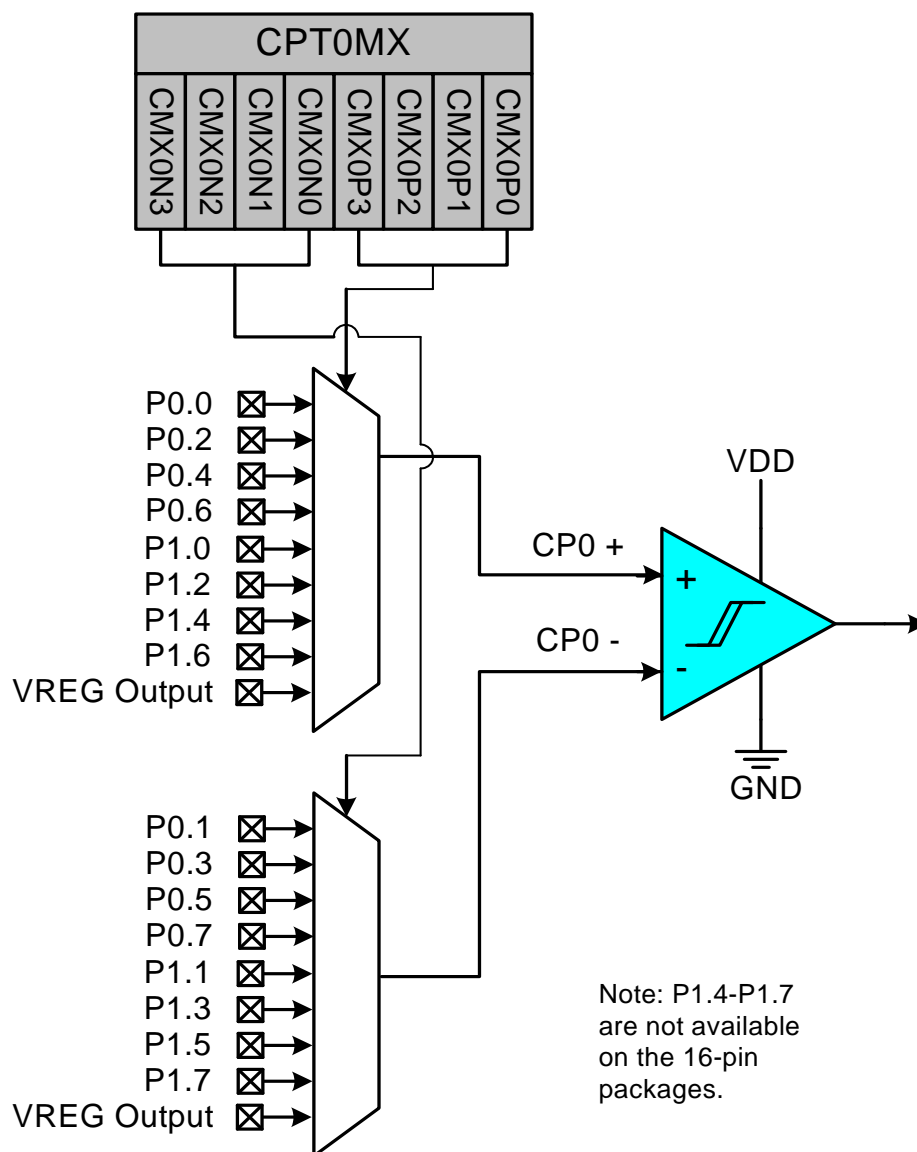 CPT0MX
CMX0N3
CMX0N2
CMX0N1
CMX0N0
CMX0P3
CMX0P2
CMX0P1
CMX0P0
P0.0
P0.2
P0.4
P0.6
P1.0
P1.2
P1.4
P1.6
VREG Output
VDD
CP0 +
+
CP0 -
-
GND
P0.1
P0.3
P0.5
P0.7
P1.1
P1.3
P1.5
P1.7
VREG Output
Note: P1.4-P1.7
are not available
on the 16-pin
packages.